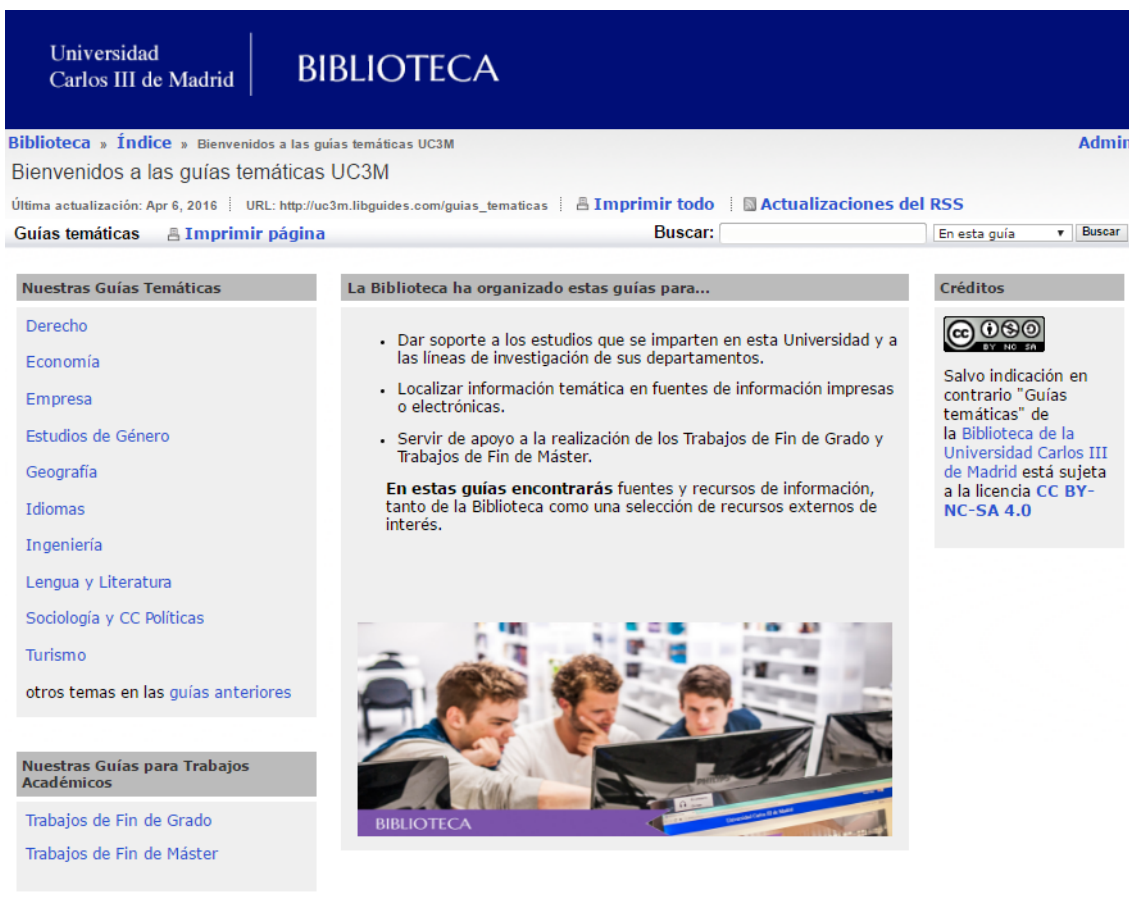 Universidad
Carlos III de Madrid
BIBLIOTECA
Biblioteca » Índice » Bienvenidos a las guías temáticas UC3M
Admin
Bienvenidos a las guías temáticas UC3M
Última actualización: Apr 6, 2016 URL: http://uc3m.libguides.com/guias_tematicas Imprimir todo Actualizaciones del RSS
Guías temáticas Imprimir página Buscar: En esta guía Buscar
Nuestras Guías Temáticas
Derecho
Economía
Empresa
Estudios de Género
Geografía
Idiomas
Ingeniería
Lengua y Literatura
Sociología y CC Políticas
Turismo
otros temas en las guías anteriores
Nuestras Guías para Trabajos
Académicos
Trabajos de Fin de Grado
Trabajos de Fin de Máster
La Biblioteca ha organizado estas guías para...
• Dar soporte a los estudios que se imparten en esta Universidad y a
las líneas de investigación de sus departamentos.
• Localizar información temática en fuentes de información impresas
o electrónicas.
• Servir de apoyo a la realización de los Trabajos de Fin de Grado y
Trabajos de Fin de Máster.
En estas guías encontrarás fuentes y recursos de información,
tanto de la Biblioteca como una selección de recursos externos de
interés.
BIBLIOTECA
Universidad Carlos III de Madrid
Créditos
cc
BY NC SA
Salvo indicación en
contrario "Guías
temáticas" de
la Biblioteca de la
Universidad Carlos III
de Madrid está sujeta
a la licencia CC BY-
NC-SA 4.0